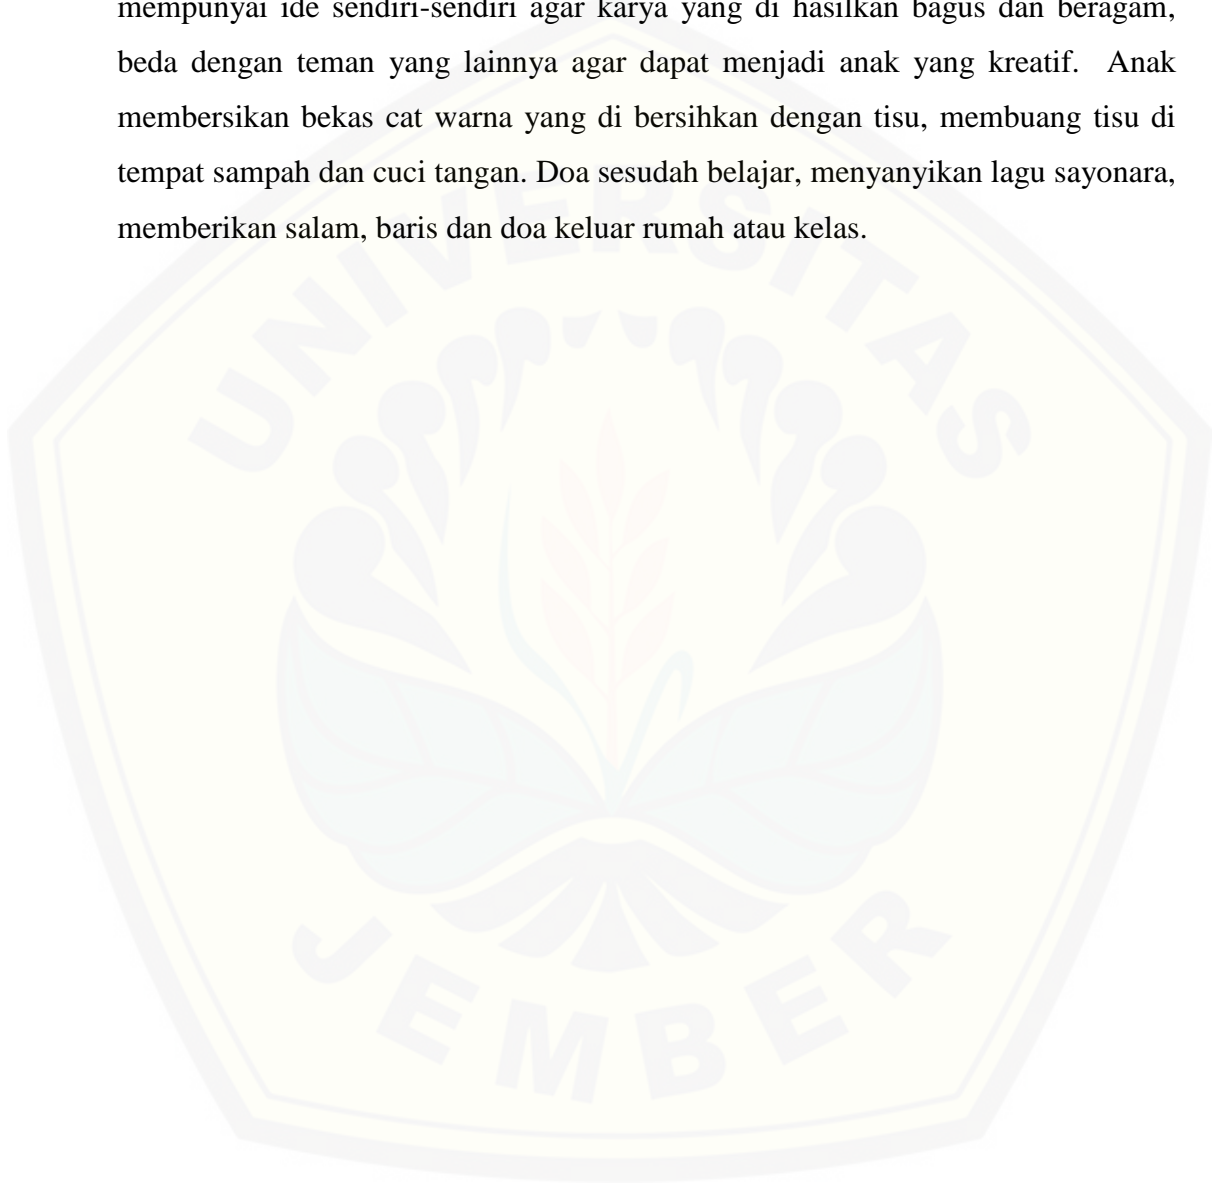 mempunyai ide sendiri-sendiri agar karya yang di hasilkan bagus dan beragam,
beda dengan teman yang lainnya agar dapat menjadi anak yang kreatif. Anak
membersikan bekas cat warna yang di bersihkan dengan tisu, membuang tisu di
tempat sampah dan cuci tangan. Doa sesudah belajar, menyanyikan lagu sayonara,
memberikan salam, baris dan doa keluar rumah atau kelas.
UNIVERSITAS
JEMBER